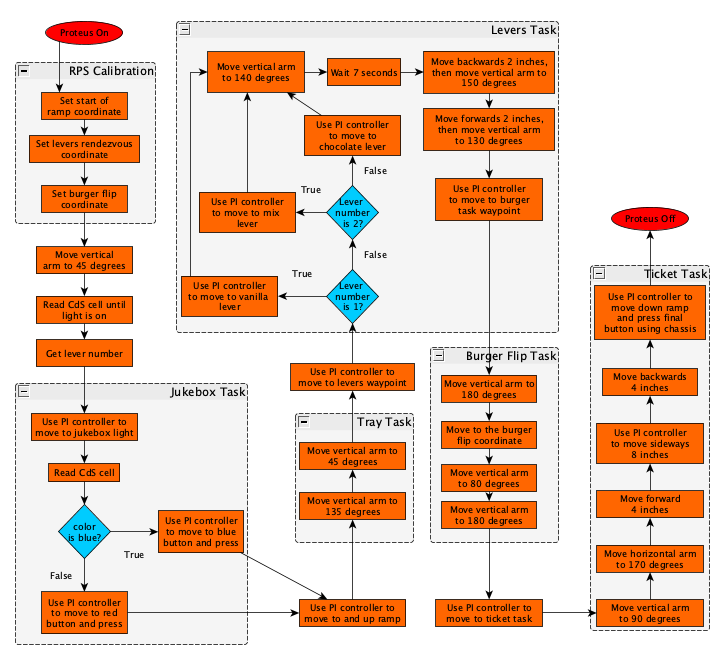 Proteus On
RPS Calibration
Set start of
ramp coordinate
Set levers rendezvous
coordinate
Set burger flip
coordinate
Move vertical
arm to 45 degrees
Read CdS cell until
light is on
Get lever number
Jukebox Task
Use PI controller to
move to jukebox light
Read CdS cell
color
is blue?
True
Use PI controller
to move to blue
button and press
False
Use PI controller
to move to red
button and press
Use PI controller to
move to and up ramp
Tray Task
Move vertical arm to
135 degrees
Move vertical arm to
45 degrees
Use PI controller to
move to levers waypoint
Levers Task
Lever
number
is 1?
True
Use PI controller
to move to vanilla
lever
False
Lever
number
is 2?
True
Use PI controller
to move to mix
lever
False
Use PI controller
to move to
chocolate lever
Move vertical arm
to 140 degrees
Wait 7 seconds
Move backwards 2 inches,
then move vertical arm to
150 degrees
Move forwards 2 inches,
then move vertical arm
to 130 degrees
Use PI controller
to move to burger
task waypoint
Burger Flip Task
Move vertical arm to
180 degrees
Move to the burger
flip coordinate
Move vertical arm
to 80 degrees
Move vertical arm
to 180 degrees
Use PI controller to
move to ticket task
Ticket Task
Move vertical arm
to 90 degrees
Move horizontal arm
to 170 degrees
Move forward
4 inches
Use PI controller
to move sideways
8 inches
Move backwards
4 inches
Use PI controller to
move down ramp
and press final
button using chassis
Proteus Off